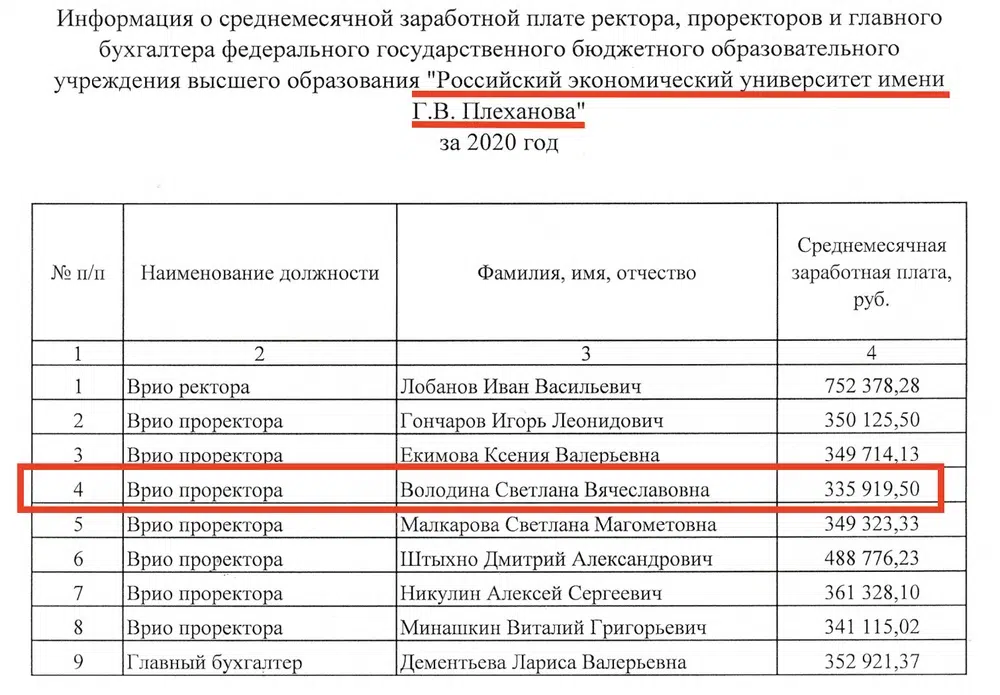 Информация о среднемесячной заработной плате ректора, проректоров и главного
бухгалтера федерального государственного бюджетного образовательного
учреждения высшего образования "Российский экономический университет имени
Г.В. Плеханова"
за 2020 год
№ п/п Наименование должности Фамилия, имя, отчество Среднемесячная
заработная плата,
руб.
1 2 3 4
1 Врио ректора Лобанов Иван Васильевич 752 378,28
2 Врио проректора Гончаров Игорь Леонидович 350 125,50
3 Врио проректора Екимова Ксения Валерьевна 349 714,13
4 Врио проректора Володина Светлана Вячеславовна 335 919,50
5 Врио проректора Малкарова Светлана Магометовна 349 323,33
6 Врио проректора Штыхно Дмитрий Александрович 488 776,23
7 Врио проректора Никулин Алексей Сергеевич 361 328,10
8 Врио проректора Минашкин Виталий Григорьевич 341 115,02
9 Главный бухгалтер Дементьева Лариса Валерьевна 352 921,37